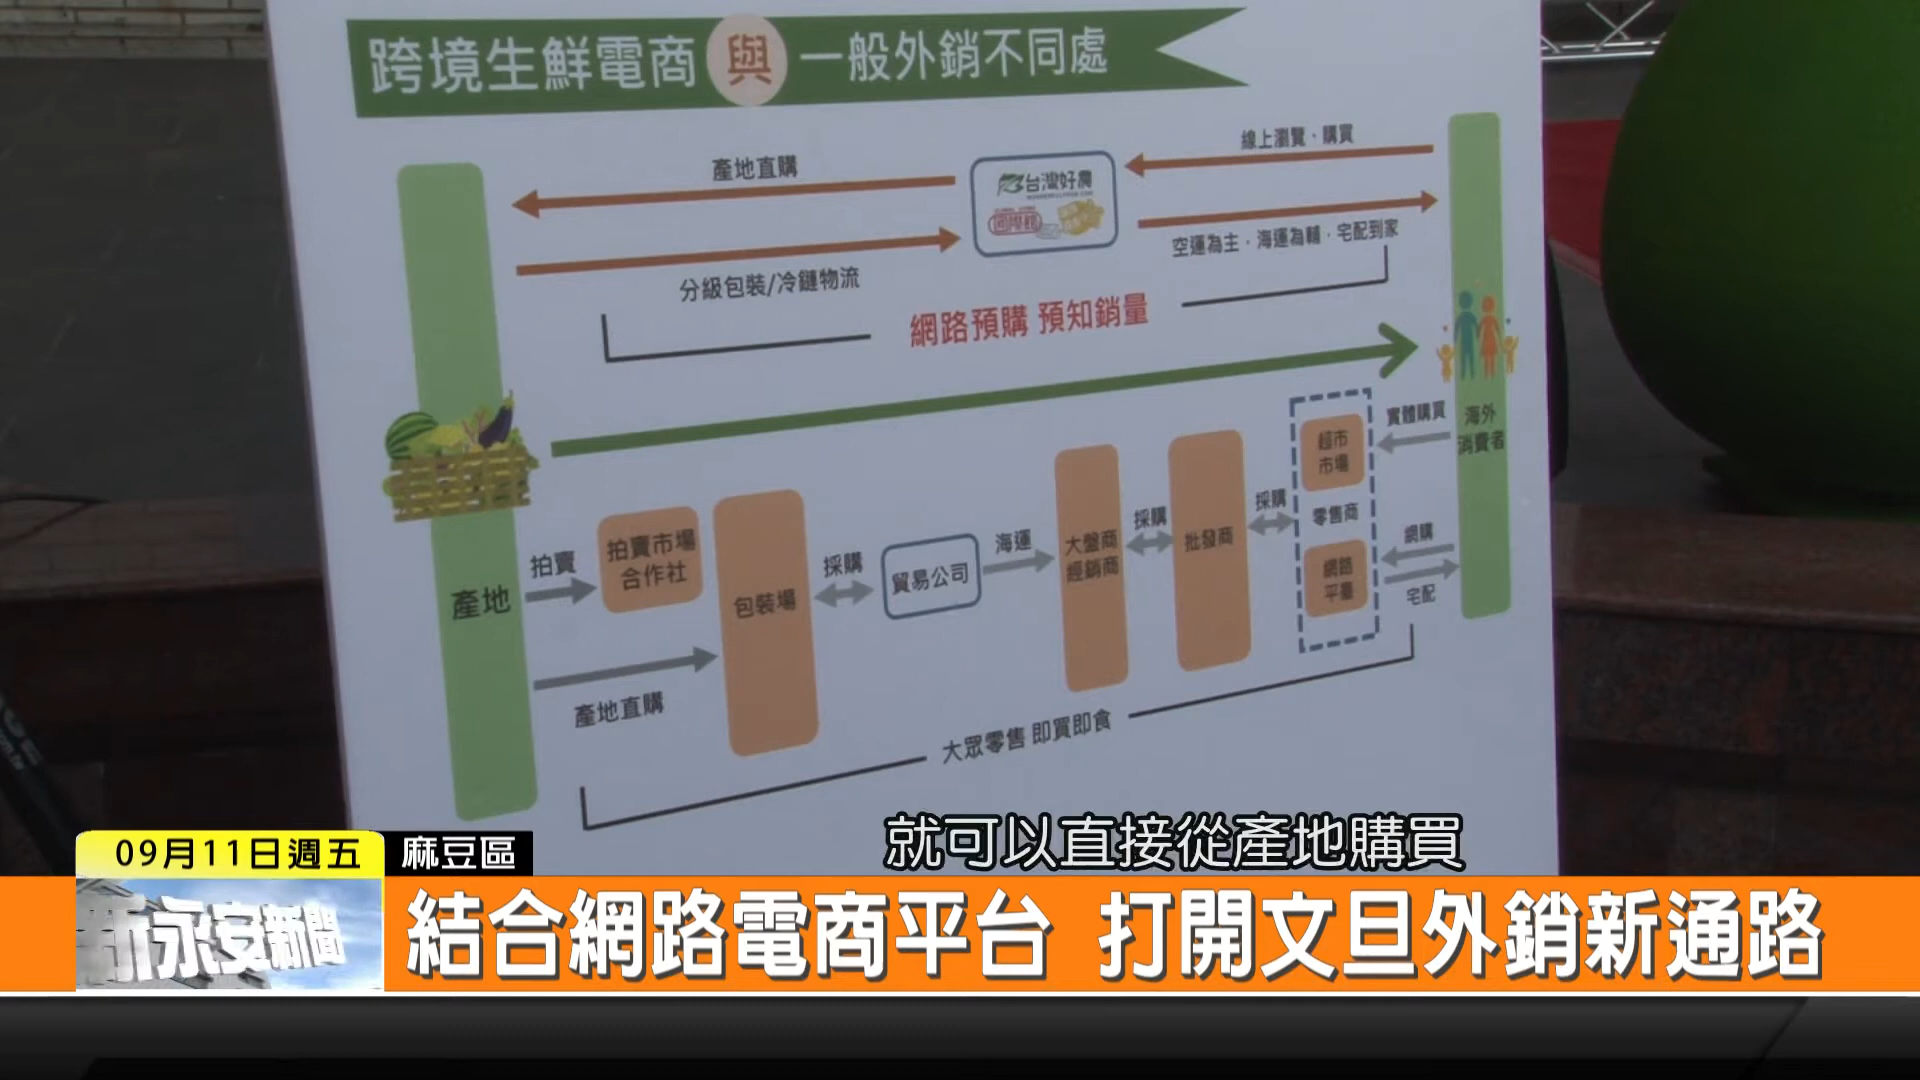 跨境生鮮電商與一般外銷不同處
線上瀏覽、購買
產地直購
台灣好農
國際館
空運為主、海運為輔、宅配到家
分級包裝/冷鏈物流
網路預購 預知銷量
實體購買
海外
消費者
超市
市場
零售商
網路
平臺
網購
宅配
採購
批發商
採購
大盤商
經銷商
海運
貿易公司
採購
包裝場
拍賣市場
合作社
拍賣
產地
產地直購
大眾零售 即買即食
就可以直接從產地購買
09月11日週五
麻豆區
新永安新聞
結合網路電商平台 打開文旦外銷新通路